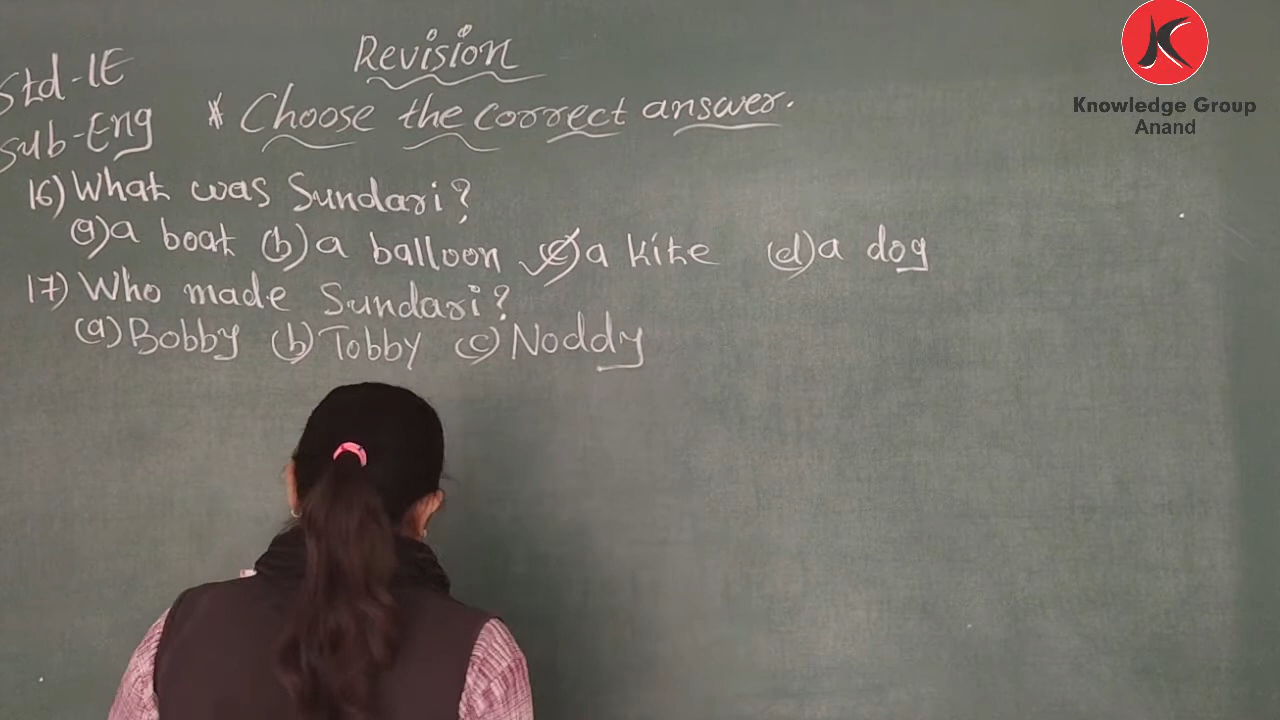 Revision
Std-1E
Sub-Eng
* Choose the correct answer.
16) What was Sundari?
(a) a boat (b) a balloon ✓(c) a kite (d) a dog
17) Who made Sundari?
(a) Bobby (b) Tobby (c) Noddy
K
Knowledge Group
Anand